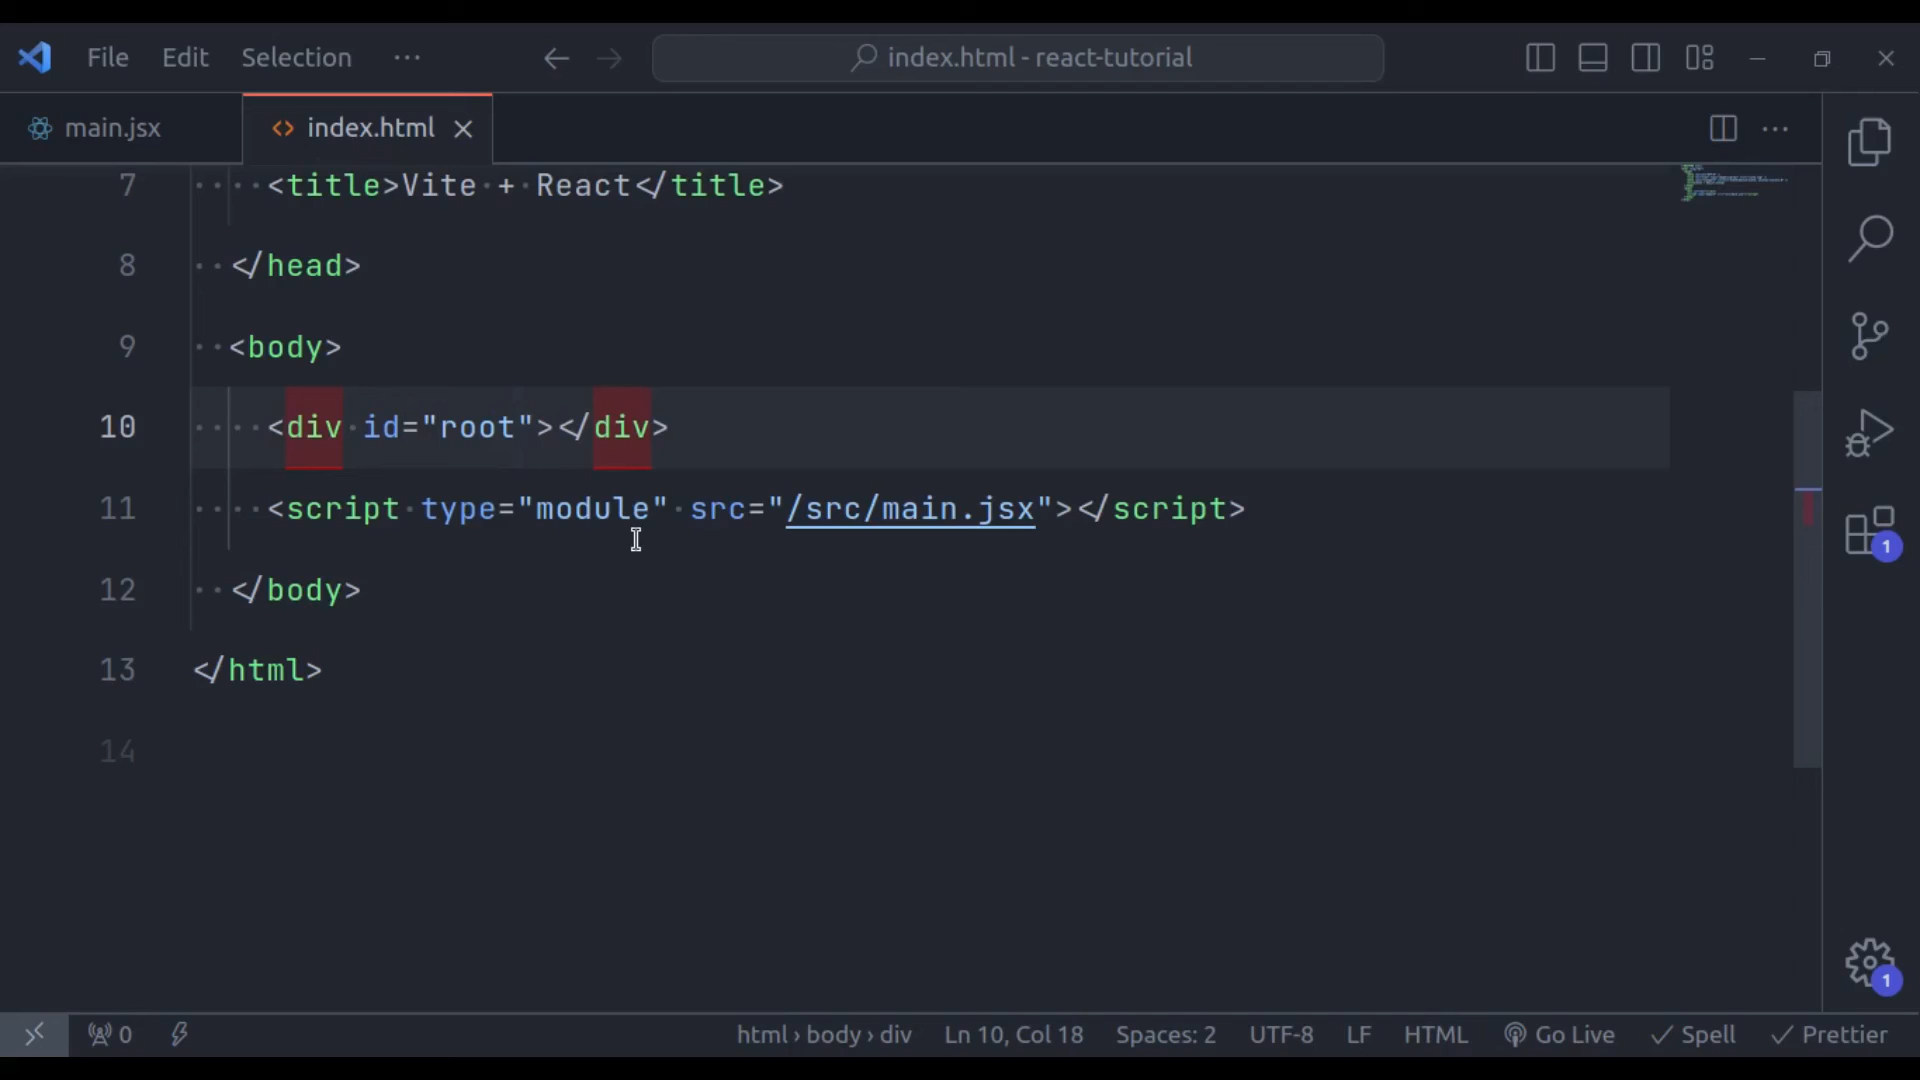 File Edit Selection ··· index.html - react-tutorial
main.jsx index.html
7 <title>Vite + React</title>
8 </head>
9 <body>
10 <div id="root"></div>
11 <script type="module" src="/src/main.jsx"></script>
12 </body>
13 </html>
14
1
1
0 html › body › div Ln 10, Col 18 Spaces: 2 UTF-8 LF HTML Go Live Spell Prettier